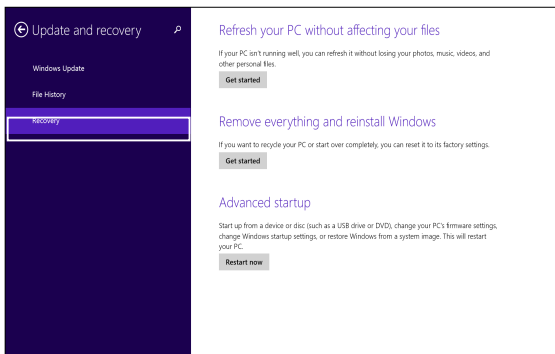 Update and recovery
Windows Update
File History
Recovery
Refresh your PC without affecting your files
If your PC isn't running well, you can refresh it without losing your photos, music, videos, and
other personal files.
Get started
Remove everything and reinstall Windows
If you want to recycle your PC or start over completely, you can reset it to its factory settings.
Get started
Advanced startup
Start up from a device or disc (such as a USB drive or DVD), change your PC's firmware settings,
change Windows startup settings, or restore Windows from a system image. This will restart
your PC.
Restart now